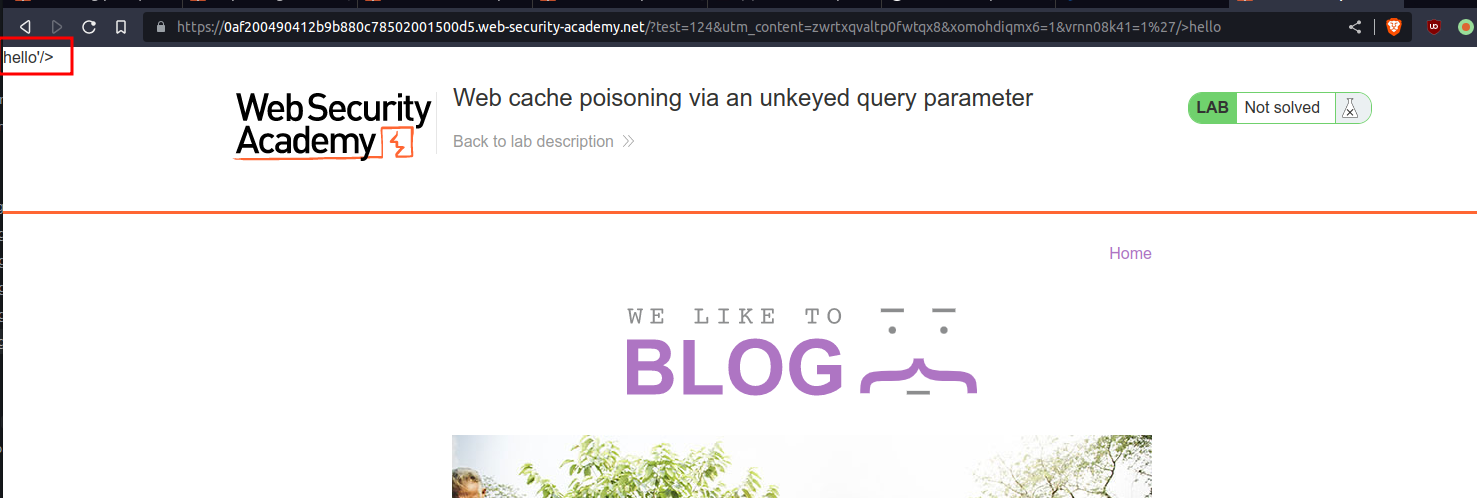 https://0af200490412b9b880c78502001500d5.web-security-academy.net/?test=124&utm_content=zwrtxqvaltp0fwtqx8&xomohdiqmx6=1&vrnn08k41=1%27/>hello
hello'/>
Web Security
Academy
Web cache poisoning via an unkeyed query parameter
Back to lab description
LAB Not solved
Home
WE LIKE TO
BLOG